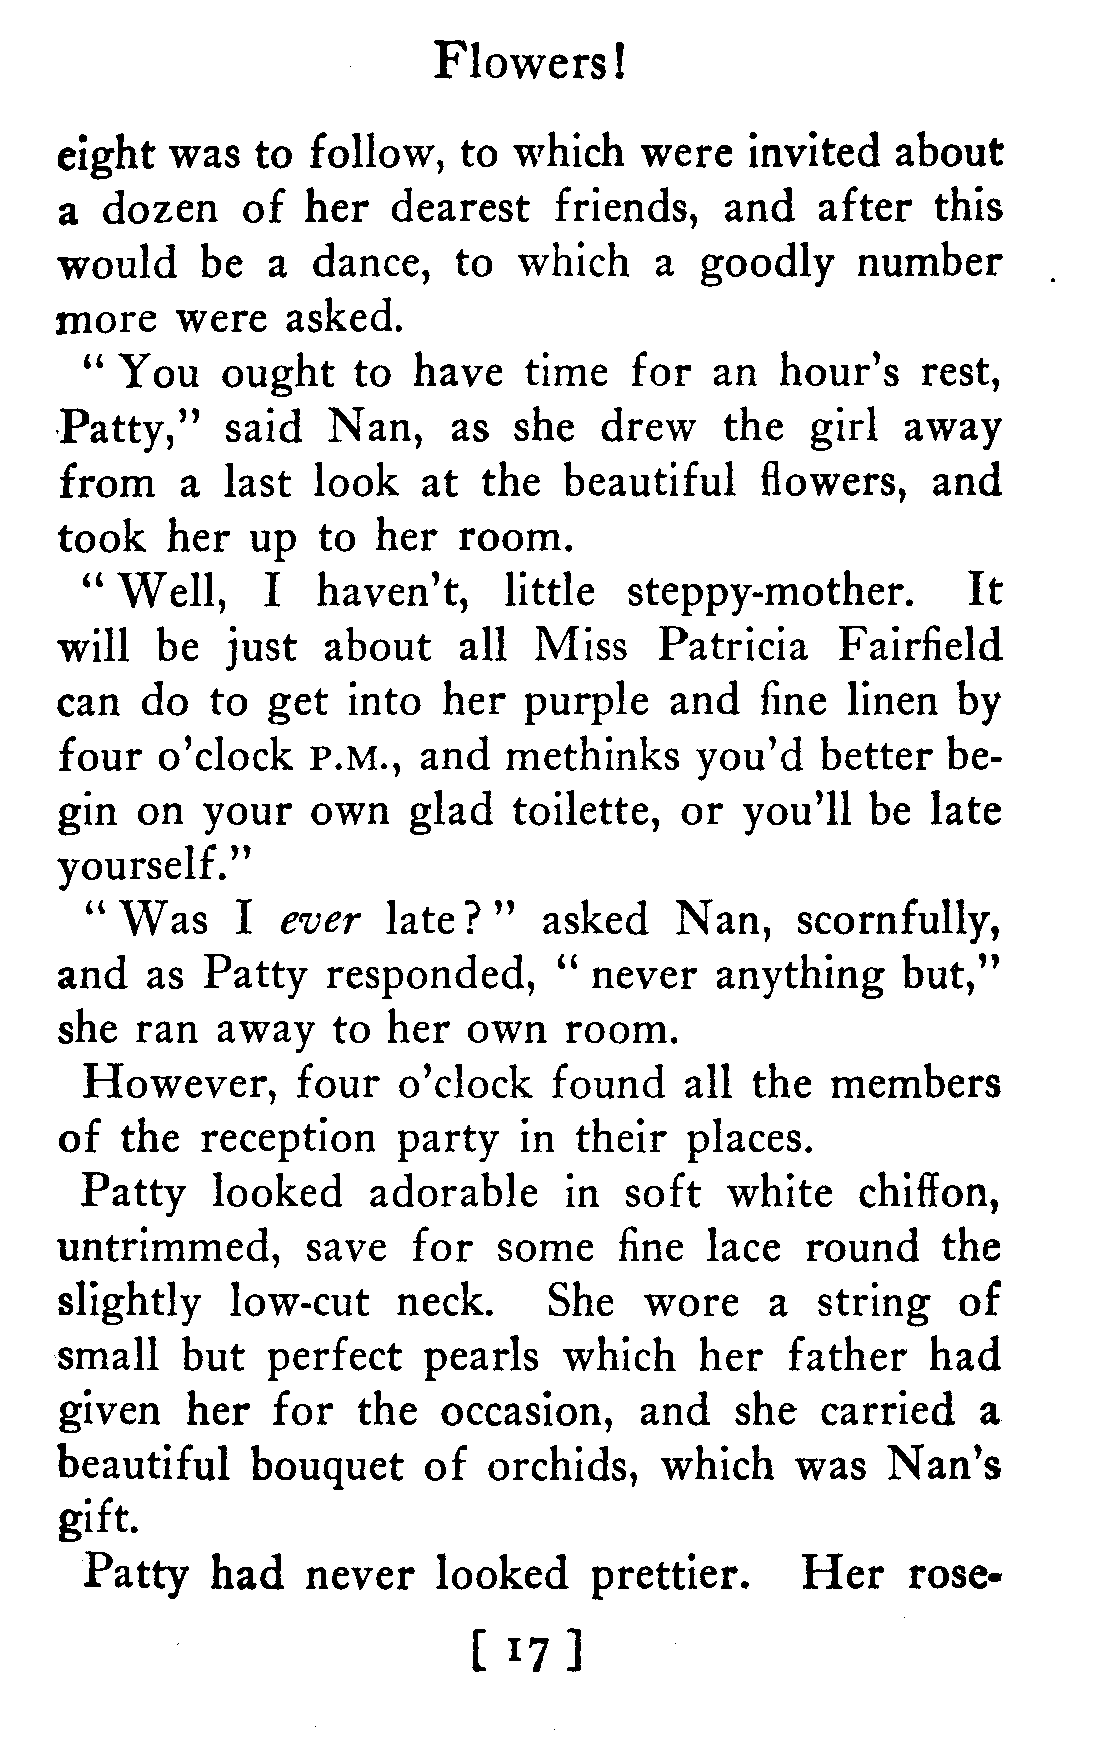 Flowers!
eight was to follow, to which were invited about
a dozen of her dearest friends, and after this
would be a dance, to which a goodly number
more were asked.
" You ought to have time for an hour's rest,
Patty," said Nan, as she drew the girl away
from a last look at the beautiful flowers, and
took her up to her room.
" Well, I haven't, little steppy-mother. It
will be just about all Miss Patricia Fairfield
can do to get into her purple and fine linen by
four o'clock P.M., and methinks you'd better be-
gin on your own glad toilette, or you'll be late
yourself."
" Was I ever late? " asked Nan, scornfully,
and as Patty responded, " never anything but,"
she ran away to her own room.
However, four o'clock found all the members
of the reception party in their places.
Patty looked adorable in soft white chiffon,
untrimmed, save for some fine lace round the
slightly low-cut neck. She wore a string of
small but perfect pearls which her father had
given her for the occasion, and she carried a
beautiful bouquet of orchids, which was Nan's
gift.
Patty had never looked prettier. Her rose-
[ 17 ]